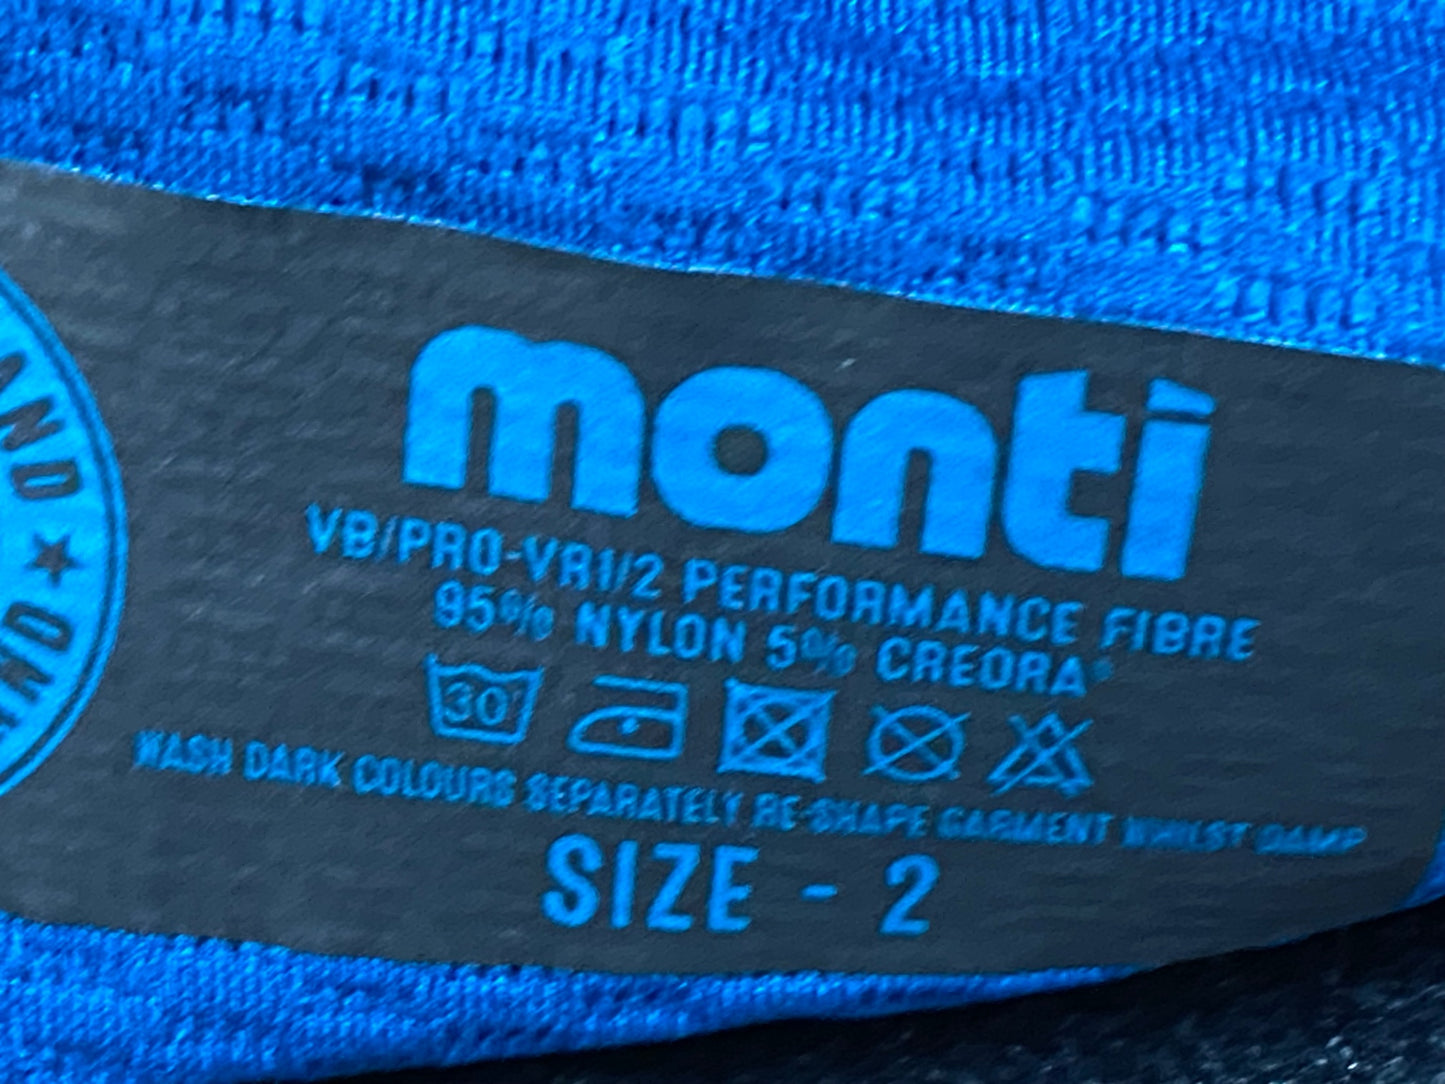 monti
VB/PRO-VR1/2 PERFORMANCE FIBRE
95% NYLON 5% CREORA®
30
WASH DARK COLOURS SEPARATELY RE-SHAPE GARMENT WHILST DAMP
SIZE - 2
AND